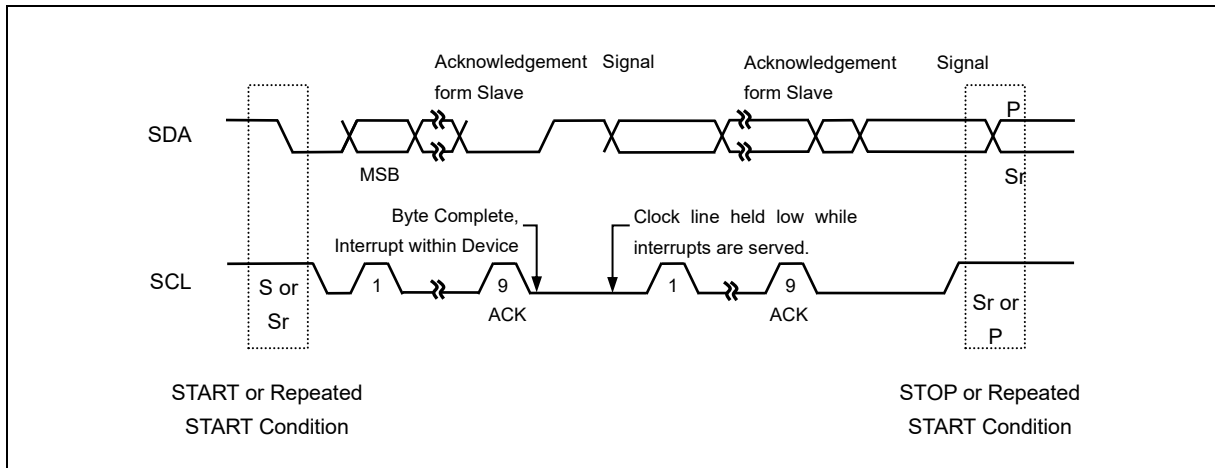 Acknowledgement Signal
form Slave
Acknowledgement Signal
form Slave
SDA
P
MSB
Sr
Byte Complete,
Interrupt within Device
Clock line held low while
interrupts are served.
SCL
S or
Sr
1
9
ACK
1
9
ACK
Sr or
P
START or Repeated
START Condition
STOP or Repeated
START Condition